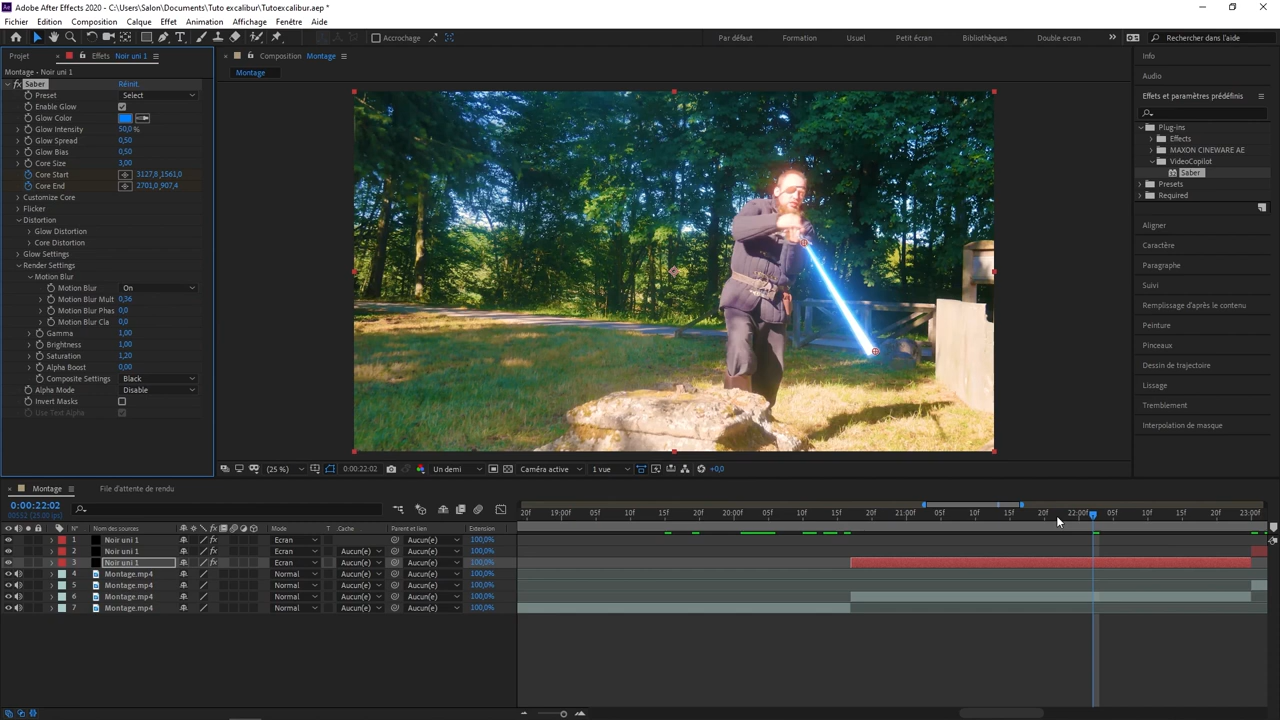 Adobe After Effects 2020 - C:\Users\Salon\Documents\Tuto excalibur\Tutoexcalibur.aep *
Fichier Edition Composition Calque Effet Animation Affichage Fenêtre Aide
Accrochage
Par défaut Formation Louis Petit écran Bibliothèques Double ecran Rechercher dans l'aide
Projet Effets Noir uni 1
Composition Montage
Montage • Noir uni 1
Montage
Saber Réinit.
Preset Select
Enable Glow
Glow Color
Glow Intensity 50,0 %
Glow Spread 0,50
Glow Bias 0,50
Core Size 3,00
Core Start 3127,8,1561,0
Core End 2701,0,907,4
Customize Core
Flicker
Distortion
Glow Distortion
Core Distortion
Glow Settings
Render Settings
Motion Blur
Motion Blur On
Motion Blur Mult 0,36
Motion Blur Phas 0,0
Motion Blur Cla 0,0
Gamma 1,00
Brightness 1,00
Saturation 1,20
Alpha Boost 0,00
Composite Settings Black
Alpha Mode Disable
Invert Masks
Use Text Alpha
(25 %) 0:00:22:02 Un demi Caméra active 1 vue +0,0
Info
Audio
Effets et paramètres prédéfinis
Plug-ins
Effects
MAXON CINEWARE AE
VideoCopilot
Saber
Presets
Required
Aligner
Caractère
Paragraphe
Suivi
Remplissage d'après le contenu
Peinture
Pinceaux
Dessin de trajectoire
Lissage
Tremblement
Interpolation de masque
Montage File d'attente de rendu
0:00:22:02
00552 (25.00 ips)
20f 19:00f 05f 10f 15f 20f 20:00f 05f 10f 15f 20f 21:00f 05f 10f 15f 20f 22:00f 05f 10f 15f 20f 23:00f
N° Nom des sources Mode T .Cache Parent et lien Extension
1 Noir uni 1 Ecran Aucun(e) 100,0%
2 Noir uni 1 Ecran Aucun(e) Aucun(e) 100,0%
3 Noir uni 1 Ecran Aucun(e) Aucun(e) 100,0%
4 Montage.mp4 Normal Aucun(e) Aucun(e) 100,0%
5 Montage.mp4 Normal Aucun(e) Aucun(e) 100,0%
6 Montage.mp4 Normal Aucun(e) Aucun(e) 100,0%
7 Montage.mp4 Normal Aucun(e) Aucun(e) 100,0%